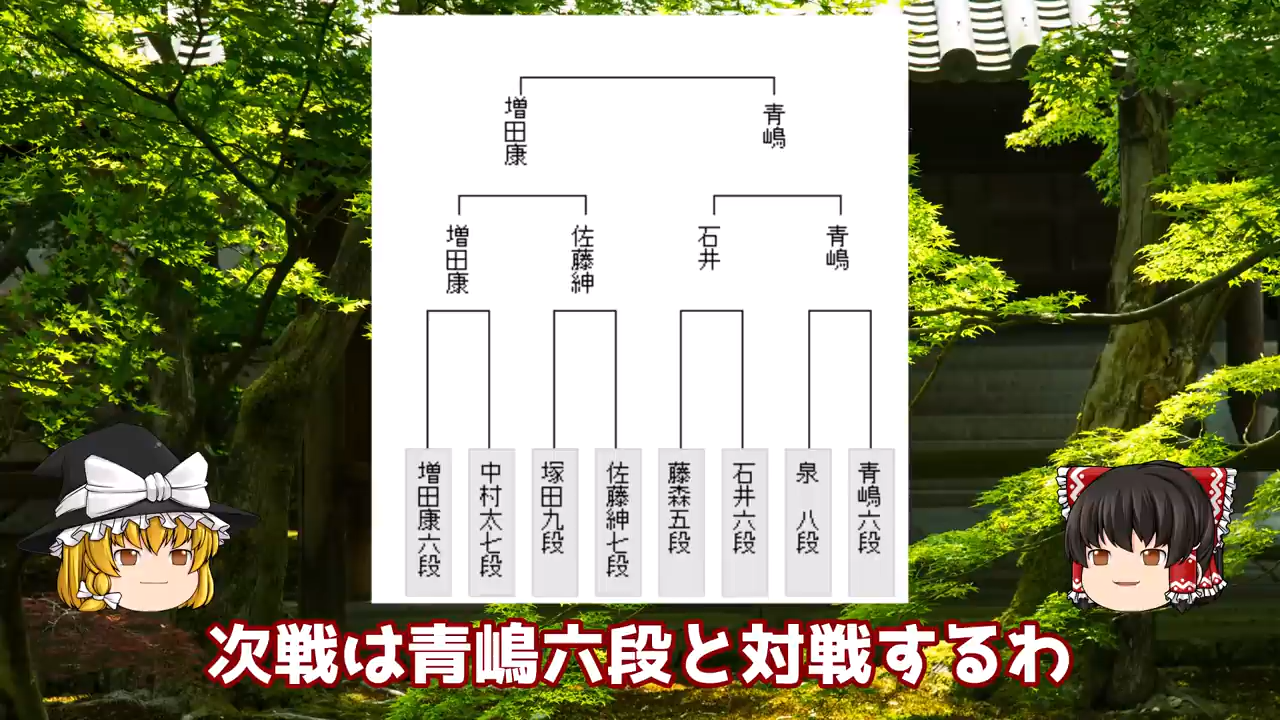 増田康
青嶋
増田康
佐藤紳
石井
青嶋
増田康六段
中村太七段
塚田九段
佐藤紳七段
藤森五段
石井六段
泉 八段
青嶋六段
次戦は青嶋六段と対戦するわ